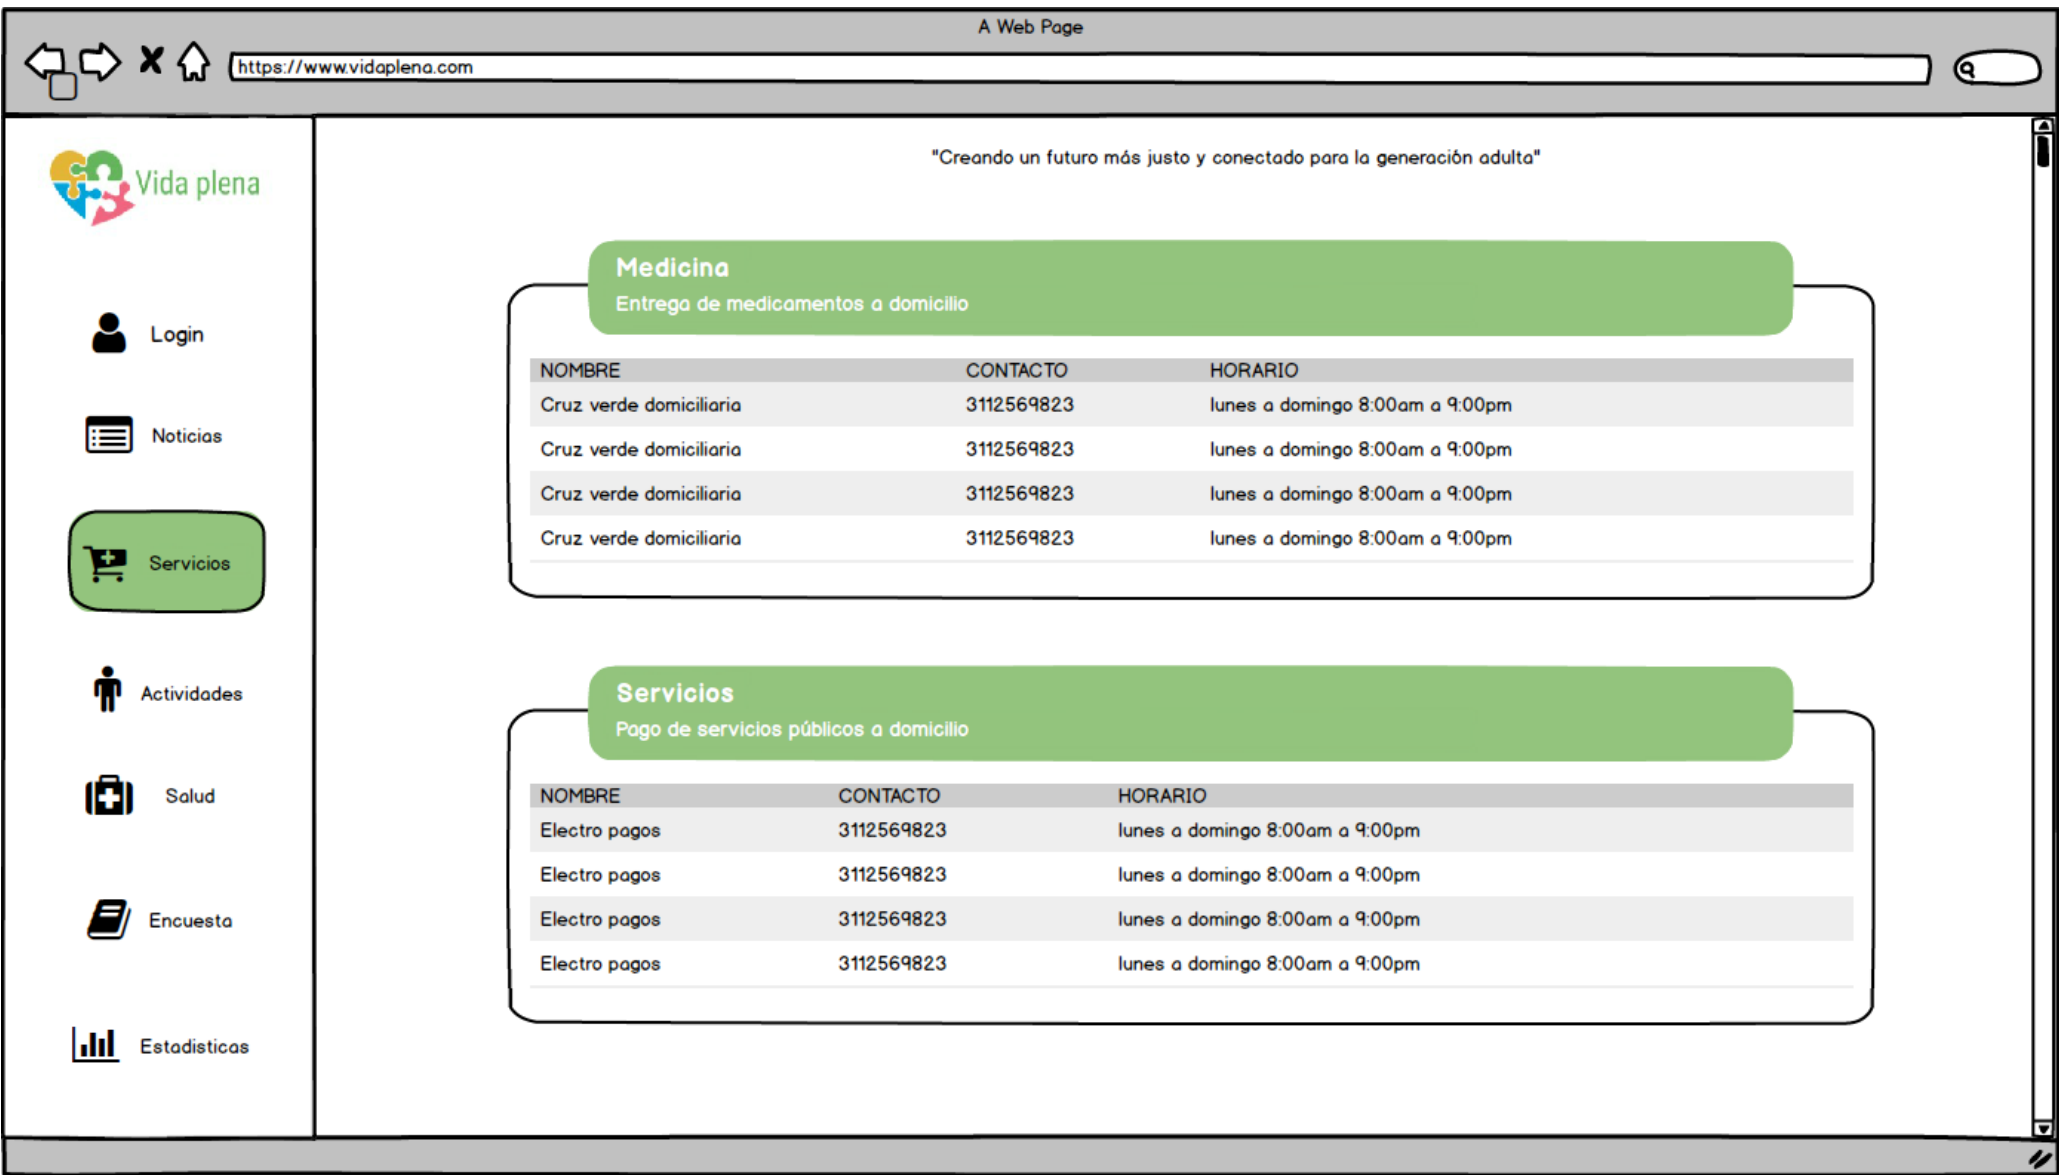 A Web Page
https://www.vidaplena.com
Vida plena
"Creando un futuro más justo y conectado para la generación adulta"
Login
Noticias
Servicios
Actividades
Salud
Encuesta
Estadisticas
Medicina
Entrega de medicamentos a domicilio
NOMBRE CONTACTO HORARIO
Cruz verde domiciliaria 3112569823 lunes a domingo 8:00am a 9:00pm
Cruz verde domiciliaria 3112569823 lunes a domingo 8:00am a 9:00pm
Cruz verde domiciliaria 3112569823 lunes a domingo 8:00am a 9:00pm
Cruz verde domiciliaria 3112569823 lunes a domingo 8:00am a 9:00pm
Servicios
Pago de servicios públicos a domicilio
NOMBRE CONTACTO HORARIO
Electro pagos 3112569823 lunes a domingo 8:00am a 9:00pm
Electro pagos 3112569823 lunes a domingo 8:00am a 9:00pm
Electro pagos 3112569823 lunes a domingo 8:00am a 9:00pm
Electro pagos 3112569823 lunes a domingo 8:00am a 9:00pm